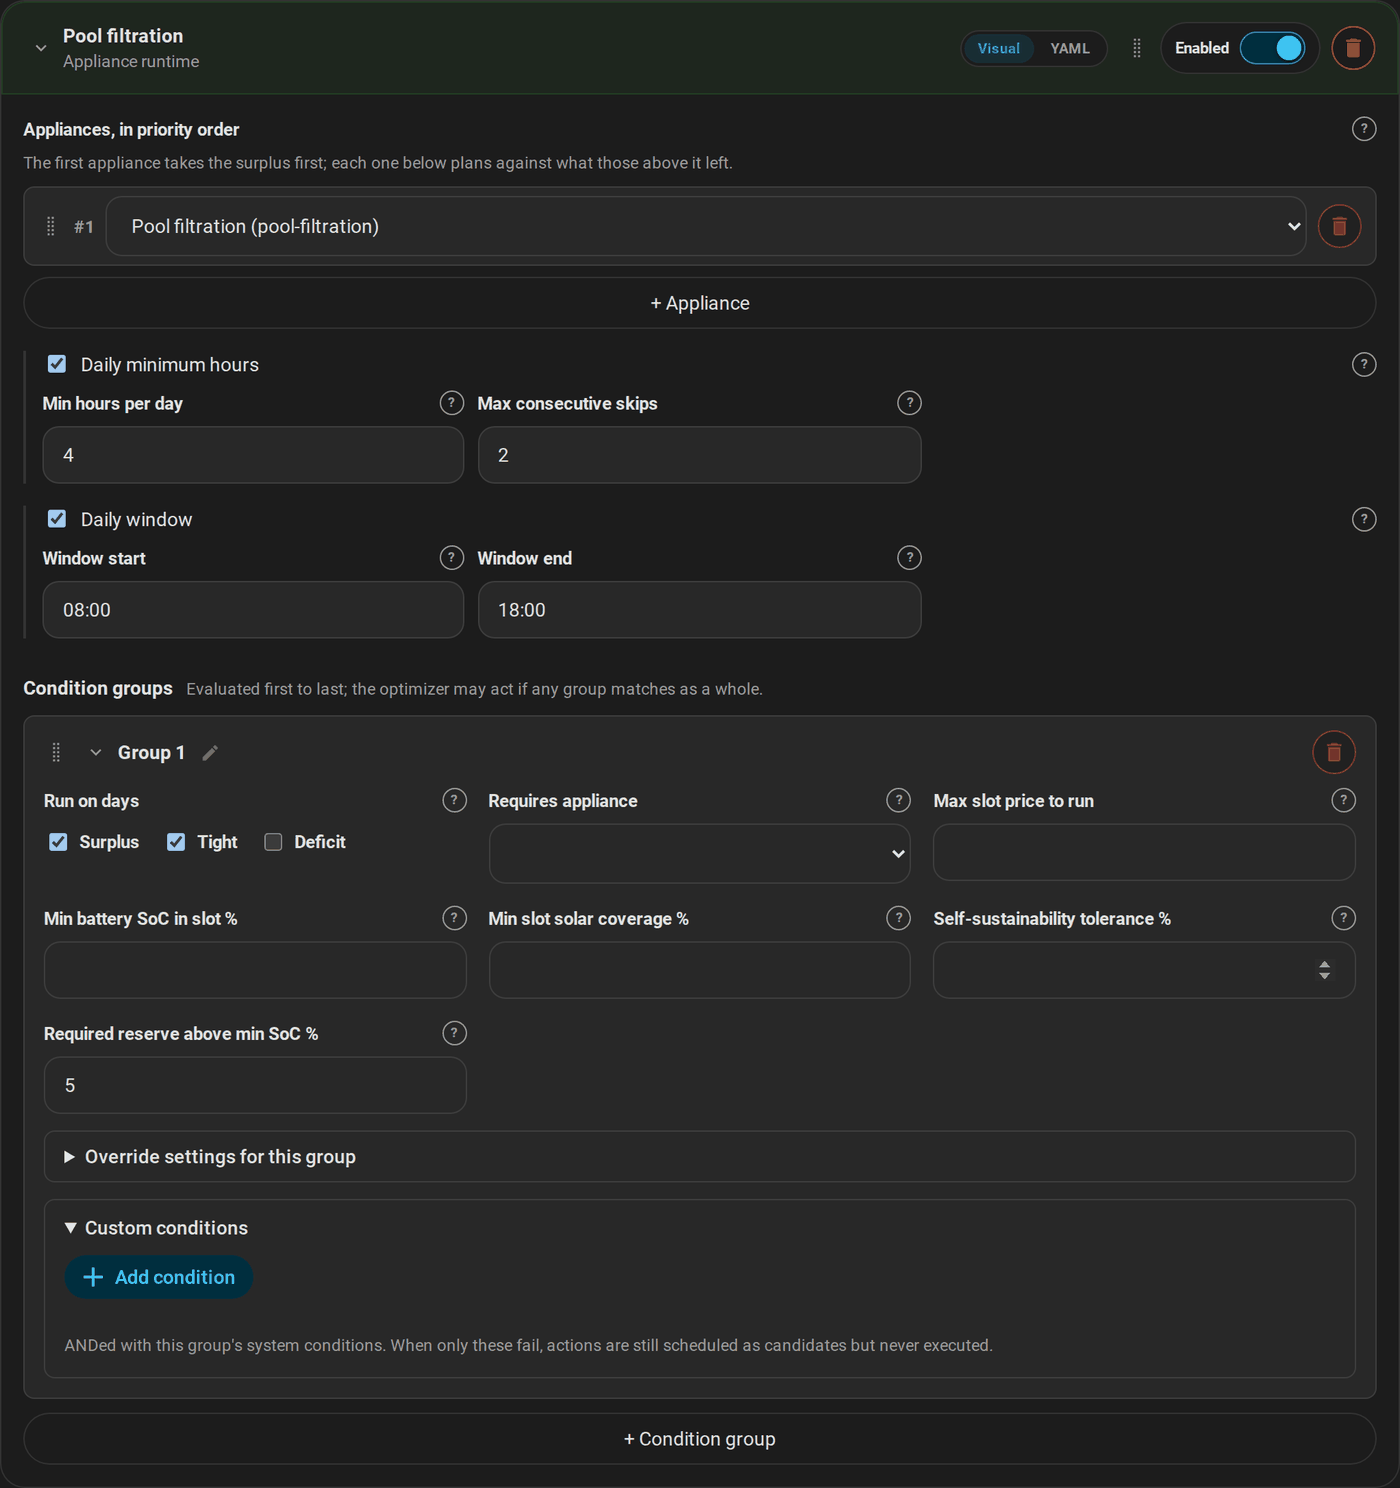 Pool filtration
Appliance runtime
Visual
YAML
Enabled
Appliances, in priority order
?
The first appliance takes the surplus first; each one below plans against what those above it left.
#1
Pool filtration (pool-filtration)
+ Appliance
Daily minimum hours
?
Min hours per day
?
Max consecutive skips
?
4
2
Daily window
?
Window start
?
Window end
?
08:00
18:00
Condition groups
Evaluated first to last; the optimizer may act if any group matches as a whole.
Group 1
Run on days
?
Requires appliance
?
Max slot price to run
?
Surplus
Tight
Deficit
Min battery SoC in slot %
?
Min slot solar coverage %
?
Self-sustainability tolerance %
?
Required reserve above min SoC %
?
5
Override settings for this group
Custom conditions
+ Add condition
ANDed with this group's system conditions. When only these fail, actions are still scheduled as candidates but never executed.
+ Condition group